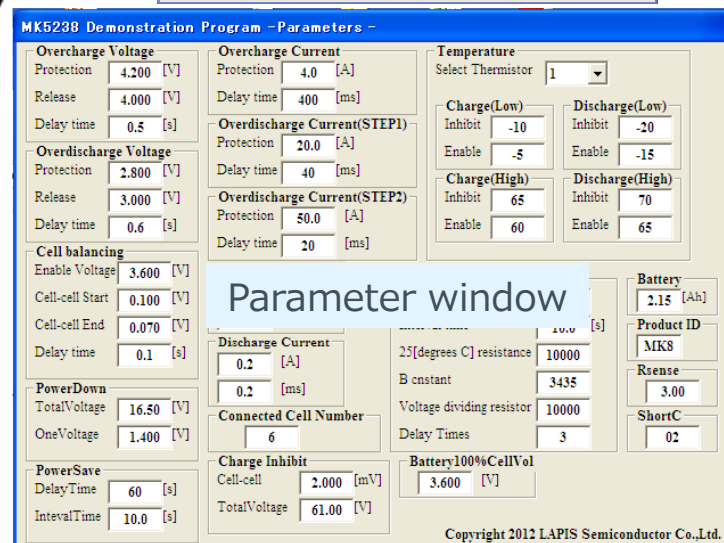 MK5238 Demonstration Program -Parameters -
Overcharge Voltage
Protection 4.200 [V]
Release 4.000 [V]
Delay time 0.5 [s]
Overdischarge Voltage
Protection 2.800 [V]
Release 3.000 [V]
Delay time 0.6 [s]
Cell balancing
Enable Voltage 3.600 [V]
Cell-cell Start 0.100 [V]
Cell-cell End 0.070 [V]
Delay time 0.1 [s]
PowerDown
TotalVoltage 16.50 [V]
OneVoltage 1.400 [V]
PowerSave
DelayTime 60 [s]
IntevalTime 10.0 [s]
Overcharge Current
Protection 4.0 [A]
Delay time 400 [ms]
Overdischarge Current(STEP1)
Protection 20.0 [A]
Delay time 40 [ms]
Overdischarge Current(STEP2)
Protection 50.0 [A]
Delay time 20 [ms]
Parameter window
Discharge Current
0.2 [A]
0.2 [ms]
Connected Cell Number
6
Charge Inhibit
Cell-cell 2.000 [mV]
TotalVoltage 61.00 [V]
Temperature
Select Thermistor 1
Charge(Low)
Inhibit -10
Enable -5
Discharge(Low)
Inhibit -20
Enable -15
Charge(High)
Inhibit 65
Enable 60
Discharge(High)
Inhibit 70
Enable 65
[s]
25[degrees C] resistance 10000
B cnstant 3435
Voltage dividing resistor 10000
Delay Times 3
Battery100%CellVol
3.600 [V]
Battery
2.15 [Ah]
Product ID
MK8
Rsense
3.00
ShortC
02
Copyright 2012 LAPIS Semiconductor Co.,Ltd.